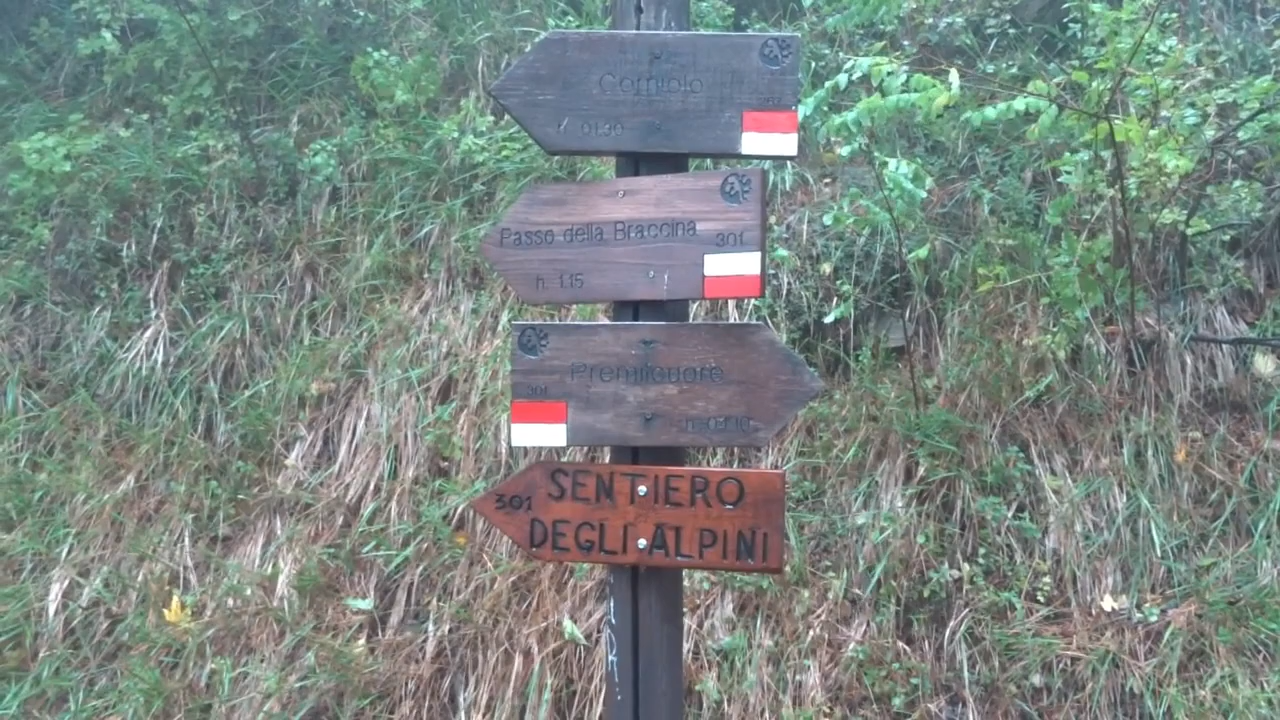 Corniolo
h 01.30
Passo della Braccina
301
h. 1.15
Premilcuore
301
301 SENTIERO
DEGLI ALPINI